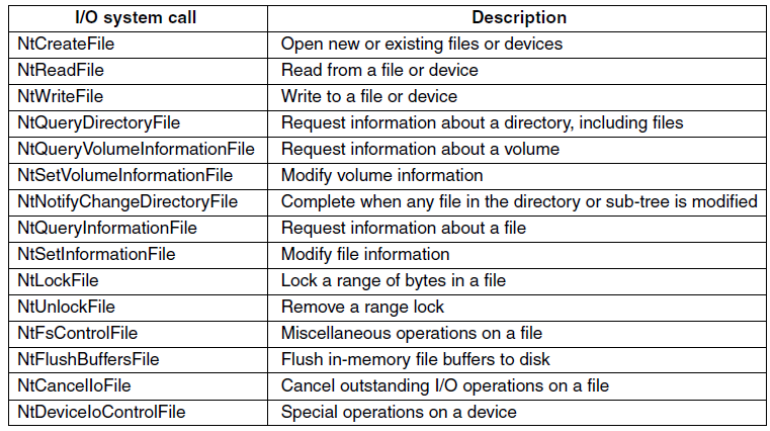 I/O system call Description
NtCreateFile Open new or existing files or devices
NtReadFile Read from a file or device
NtWriteFile Write to a file or device
NtQueryDirectoryFile Request information about a directory, including files
NtQueryVolumeInformationFile Request information about a volume
NtSetVolumeInformationFile Modify volume information
NtNotifyChangeDirectoryFile Complete when any file in the directory or sub-tree is modified
NtQueryInformationFile Request information about a file
NtSetInformationFile Modify file information
NtLockFile Lock a range of bytes in a file
NtUnlockFile Remove a range lock
NtFsControlFile Miscellaneous operations on a file
NtFlushBuffersFile Flush in-memory file buffers to disk
NtCancelIoFile Cancel outstanding I/O operations on a file
NtDeviceIoControlFile Special operations on a device